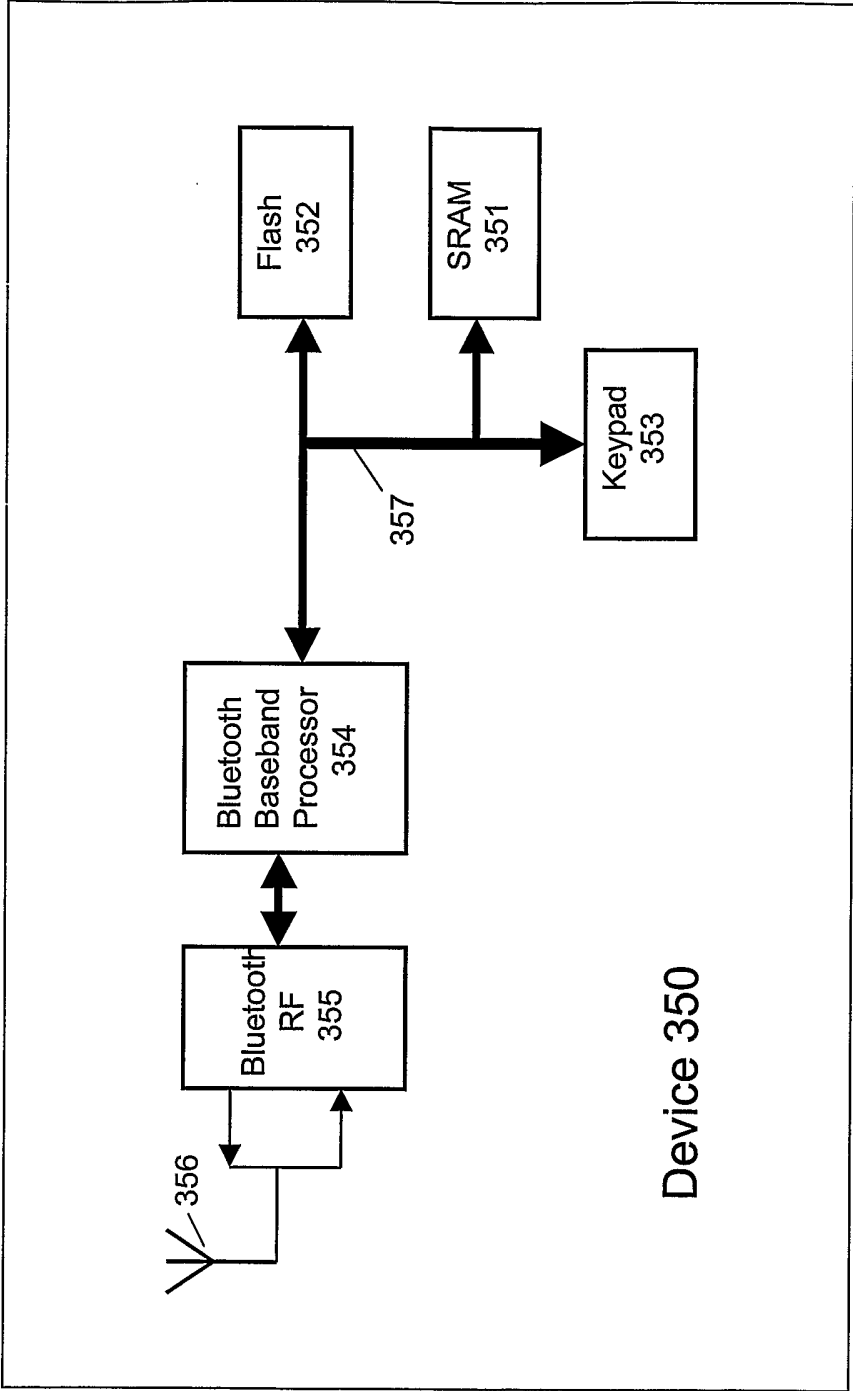 356
Bluetooth
RF
355
Bluetooth
Baseband
Processor
354
357
Flash
352
SRAM
351
Keypad
353
Device 350